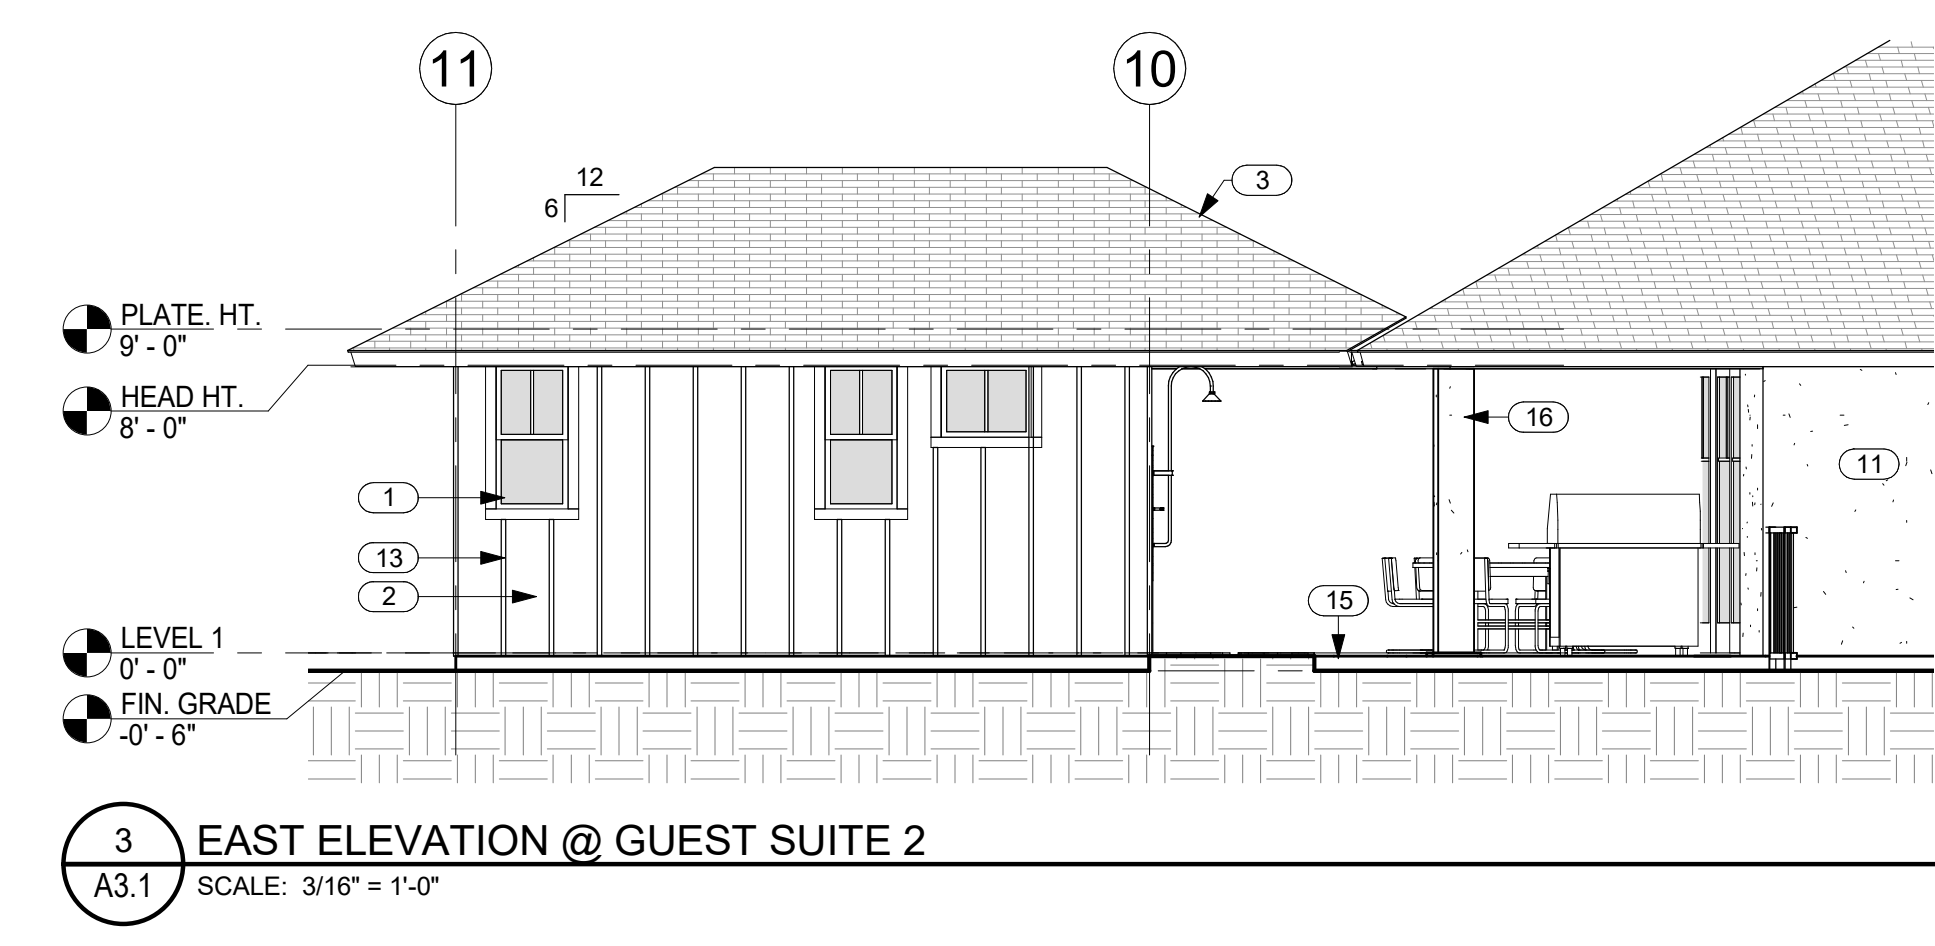 11
10
12
6
3
PLATE. HT.
9' - 0"
HEAD HT.
8' - 0"
16
11
1
13
2
15
LEVEL 1
0' - 0"
FIN. GRADE
-0' - 6"
3
EAST ELEVATION @ GUEST SUITE 2
A3.1
SCALE: 3/16" = 1'-0"